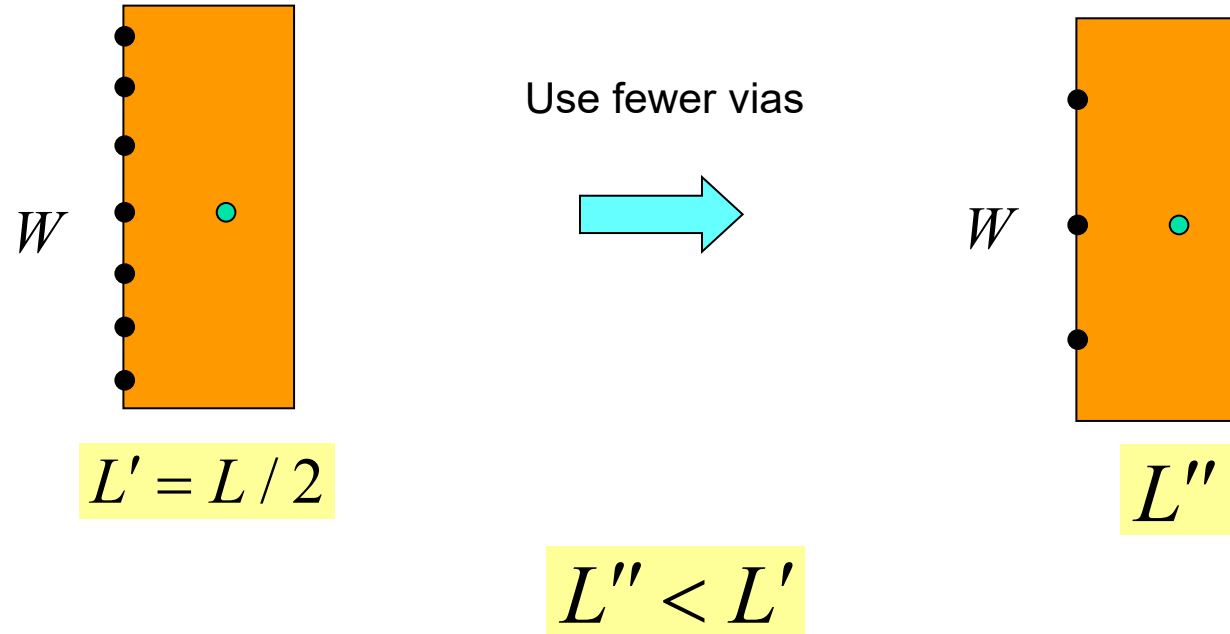 Use fewer vias
W
W
L′ = L / 2
L″
L″ < L′